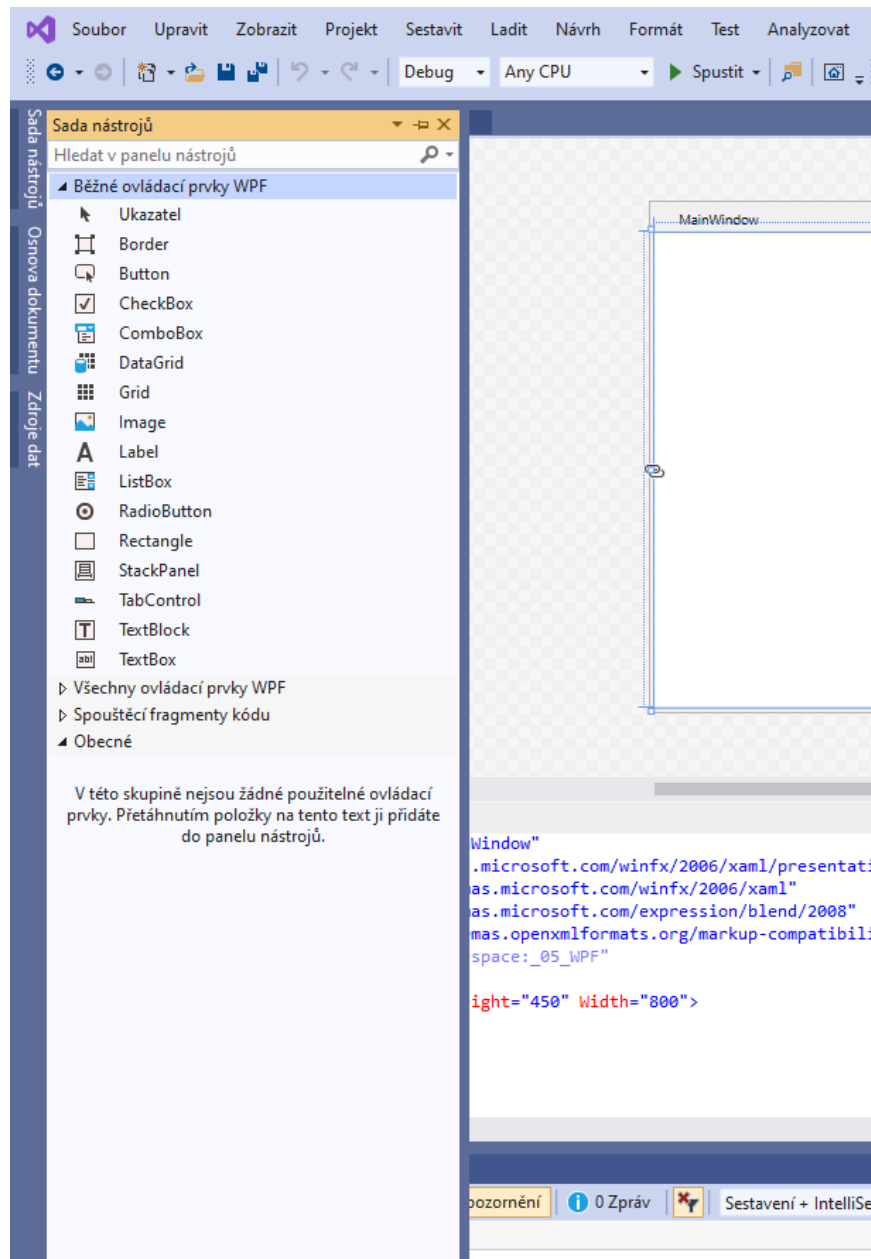 Soubor Upravit Zobrazit Projekt Sestavit Ladit Návrh Formát Test Analyzovat
Debug Any CPU Spustit
Sada nástrojů
Osnova dokumentu
Zdroje dat
Sada nástrojů
Hledat v panelu nástrojů
Běžné ovládací prvky WPF
Ukazatel
Border
Button
CheckBox
ComboBox
DataGrid
Grid
Image
Label
ListBox
RadioButton
Rectangle
StackPanel
TabControl
TextBlock
TextBox
Všechny ovládací prvky WPF
Spouštěcí fragmenty kódu
Obecné
V této skupině nejsou žádné použitelné ovládací
prvky. Přetáhnutím položky na tento text ji přidáte
do panelu nástrojů.
MainWindow
Window"
.microsoft.com/winfx/2006/xaml/presentati
as.microsoft.com/winfx/2006/xaml"
as.microsoft.com/expression/blend/2008"
mas.openxmlformats.org/markup-compatibili
space:_05_WPF"
ight="450" Width="800">
pozornění 0 Zpráv Sestavení + IntelliSe